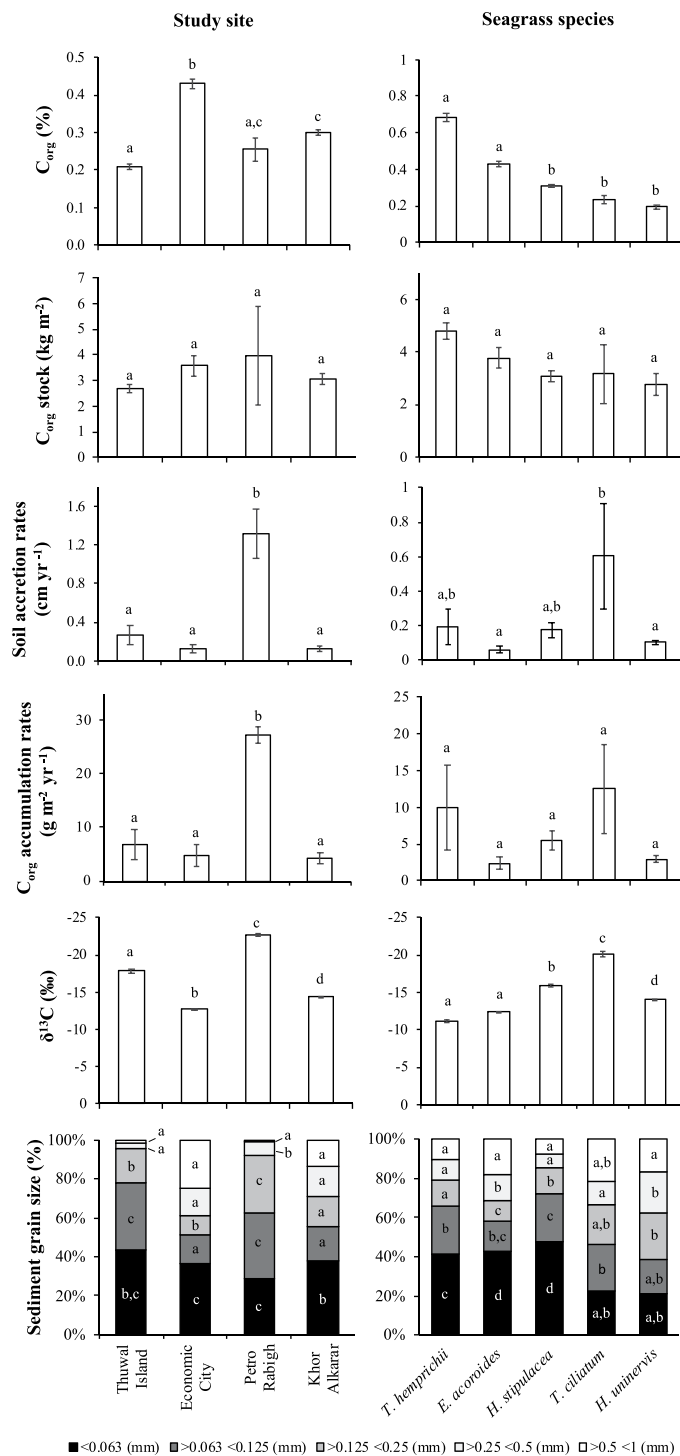 Study site
Seagrass species
C_org (%)
0.5
0.4
0.3
0.2
0.1
0.0
a
b
a,c
c
1
0.8
0.6
0.4
0.2
0
a
a
b
b
b
C_org stock (kg m⁻²)
7
6
5
4
3
2
1
0
a
a
a
a
6
4
2
0
a
a
a
a
a
Soil accretion rates
(cm yr⁻¹)
1.6
1.2
0.8
0.4
0.0
a
a
b
a
1
0.8
0.6
0.4
0.2
0
a,b
a
a,b
b
a
C_org accumulation rates
(g m⁻² yr⁻¹)
30
20
10
0
a
a
b
a
25
20
15
10
5
0
a
a
a
a
a
δ¹³C (‰)
-25
-20
-15
-10
-5
0
a
b
c
d
-25
-20
-15
-10
-5
0
a
a
b
c
d
Sediment grain size (%)
100%
80%
60%
40%
20%
0%
a
a
b
c
b,c
a
a
b
a
c
a
b
c
c
c
a
a
a
a
b
100%
80%
60%
40%
20%
0%
a
a
a
b
c
a
b
c
b,c
d
a
a
b
c
d
a,b
a
a,b
b
a,b
a
b
c
a,b
a,b
Thuwal
Island
Economic
City
Petro
Rabigh
Khor
Alkarar
T. hemprichii
E. acoroides
H. stipulacea
T. ciliatum
H. uninervis
<0.063 (mm) >0.063 <0.125 (mm) >0.125 <0.25 (mm) >0.25 <0.5 (mm) >0.5 <1 (mm)